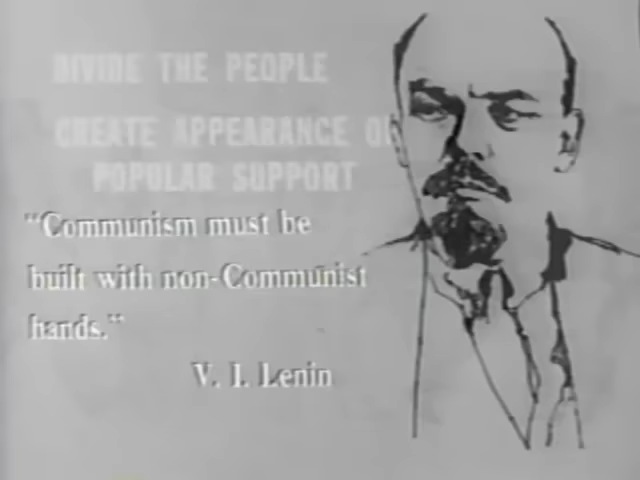 DIVIDE THE PEOPLE
CREATE APPEARANCE OF
POPULAR SUPPORT
"Communism must be
built with non-Communist
hands."
V. I. Lenin